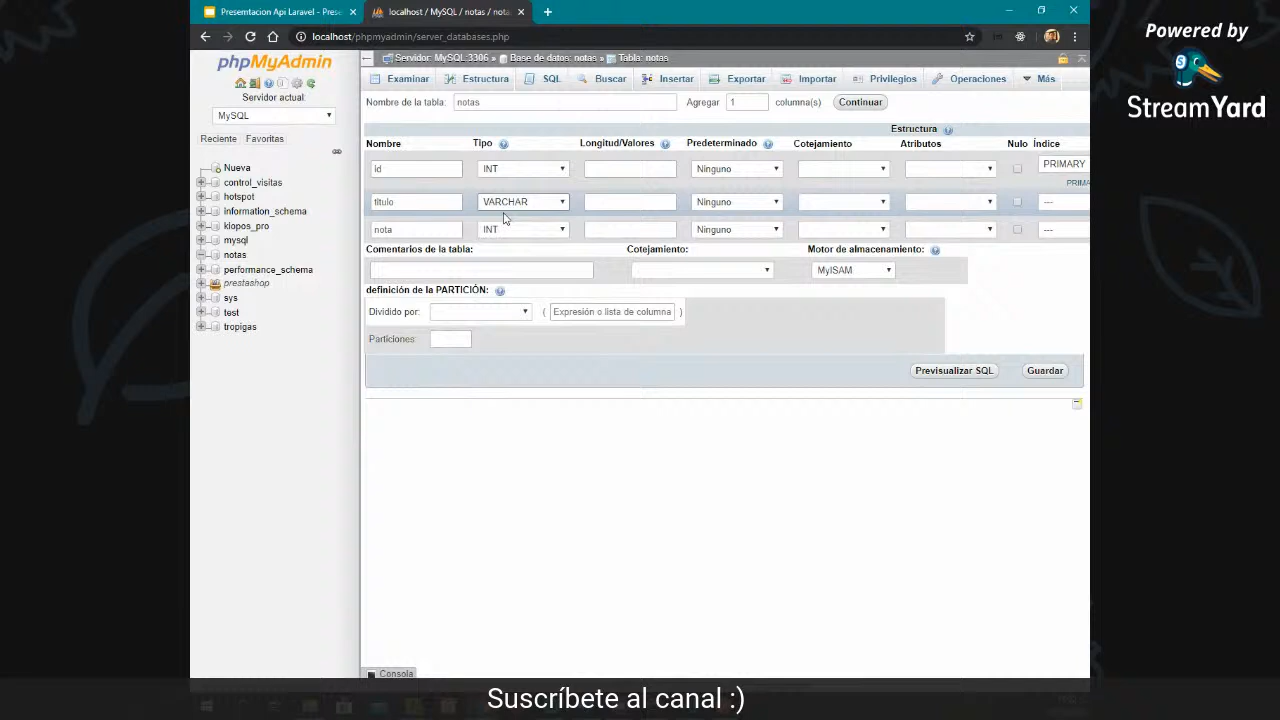 Presemtacion Api Laravel - Prese
localhost / MySQL / notas / nota
localhost/phpmyadmin/server_databases.php
Powered by
StreamYard
phpMyAdmin
Servidor actual:
MySQL
Reciente
Favoritas
Nueva
control_visitas
hotspot
information_schema
klopos_pro
mysql
notas
performance_schema
prestashop
sys
test
tropigas
Servidor: MySQL:3306 » Base de datos: notas » Tabla: notas
Examinar Estructura SQL Buscar Insertar Exportar Importar Privilegios Operaciones Más
Nombre de la tabla: notas Agregar 1 columna(s) Continuar
Estructura
Nombre Tipo Longitud/Valores Predeterminado Cotejamiento Atributos Nulo Índice
id INT Ninguno PRIMARY
PRIMA
titulo VARCHAR Ninguno ---
nota INT Ninguno ---
Comentarios de la tabla: Cotejamiento: Motor de almacenamiento:
MyISAM
definición de la PARTICIÓN:
Dividido por: ( Expresión o lista de columna )
Particiones:
Previsualizar SQL Guardar
Consola
Suscríbete al canal :)